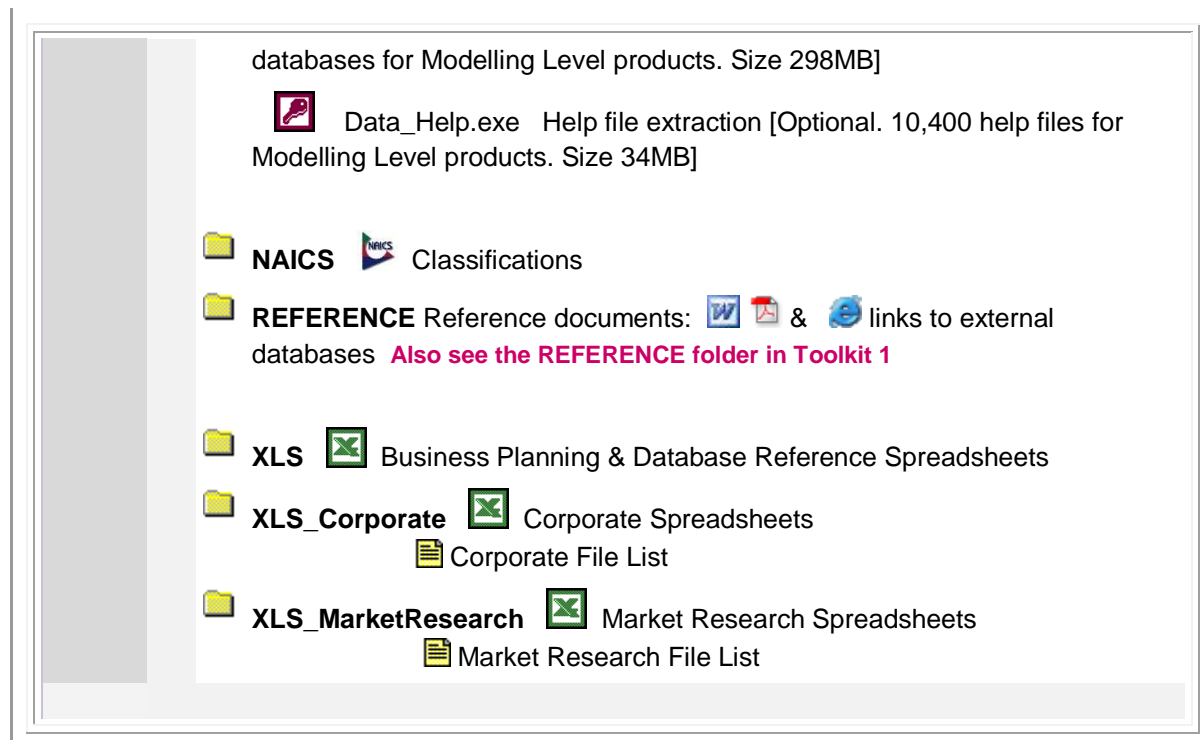 databases for Modelling Level products. Size 298MB]
Data_Help.exe Help file extraction [Optional. 10,400 help files for
Modelling Level products. Size 34MB]
NAICS NAICS Classifications
REFERENCE Reference documents: W & links to external
databases Also see the REFERENCE folder in Toolkit 1
XLS Business Planning & Database Reference Spreadsheets
XLS_Corporate Corporate Spreadsheets
Corporate File List
XLS_MarketResearch Market Research Spreadsheets
Market Research File List